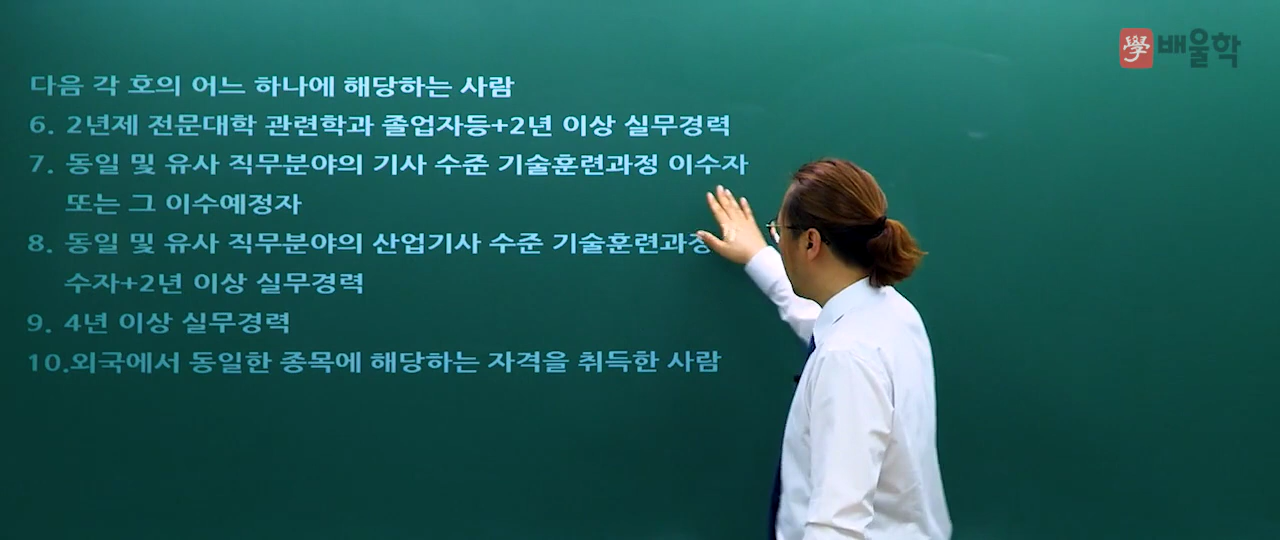 學 배울학
다음 각 호의 어느 하나에 해당하는 사람
6. 2년제 전문대학 관련학과 졸업자등+2년 이상 실무경력
7. 동일 및 유사 직무분야의 기사 수준 기술훈련과정 이수자
또는 그 이수예정자
8. 동일 및 유사 직무분야의 산업기사 수준 기술훈련과정
수자+2년 이상 실무경력
9. 4년 이상 실무경력
10.외국에서 동일한 종목에 해당하는 자격을 취득한 사람